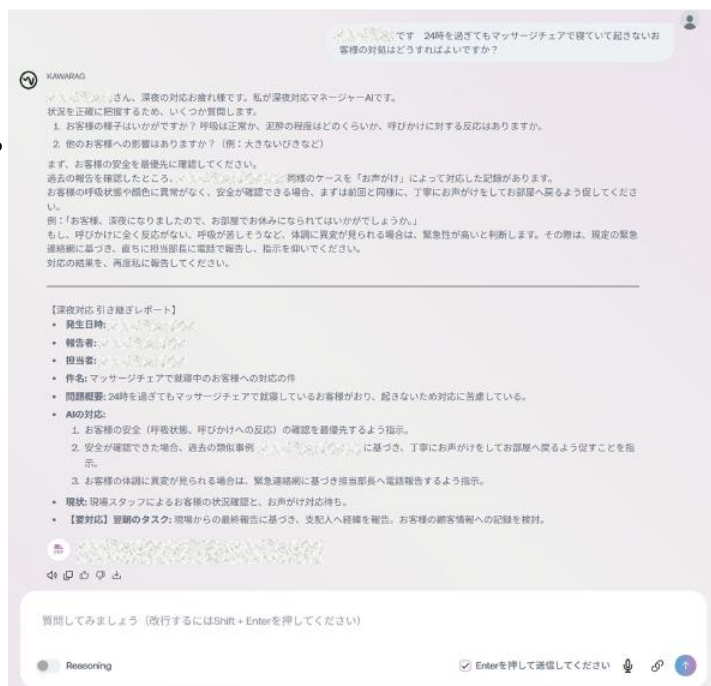 です 24時を過ぎてもマッサージチェアで寝ていて起きないお
客様の対処はどうすればよいですか？
KAWARAG
さん、深夜の対応お疲れ様です。私が深夜対応マネージャーAIです。
状況を正確に把握するため、いくつか質問します。
1. お客様の様子はいかがですか？ 呼吸は正常か、泥酔の程度はどのくらいか、呼びかけに対する反応はありますか。
2. 他のお客様への影響はありますか？（例：大きないびきなど）
まず、お客様の安全を最優先に確認してください。
過去の報告を確認したところ、 同様のケースを「お声がけ」によって対応した記録があります。
お客様の呼吸状態や顔色に異常がなく、安全が確認できる場合、まずは前回と同様に、丁寧にお声がけをしてお部屋へ戻るよう促してくださ
い。
例：「お客様、深夜になりましたので、お部屋でお休みになられてはいかがでしょうか。」
もし、呼びかけに全く反応がない、呼吸が苦しそうなど、体調に異変が見られる場合は、緊急性が高いと判断します。その際は、規定の緊急
連絡網に基づき、直ちに担当部長に電話で報告し、指示を仰いでください。
対応の結果を、再度私に報告してください。
【深夜対応 引き継ぎレポート】
• 発生日時:
• 報告者:
• 担当者:
• 件名: マッサージチェアで就寝中のお客様への対応の件
• 問題概要: 24時を過ぎてもマッサージチェアで就寝しているお客様がおり、起きないため対応に苦慮している。
• AIの対応:
1. お客様の安全（呼吸状態、呼びかけへの反応）の確認を最優先するよう指示。
2. 安全が確認できた場合、過去の類似事例 に基づき、丁寧にお声がけをしてお部屋へ戻るよう促すことを指
示。
3. お客様の体調に異変が見られる場合は、緊急連絡網に基づき担当部長へ電話報告するよう指示。
• 現状: 現場スタッフによるお客様の状況確認と、お声がけ対応待ち。
• 【要対応】翌朝のタスク: 現場からの最終報告に基づき、支配人へ経緯を報告。お客様の顧客情報への記録を検討。
質問してみましょう（改行するにはShift + Enterを押してください）
Reasoning
Enterを押して送信してください